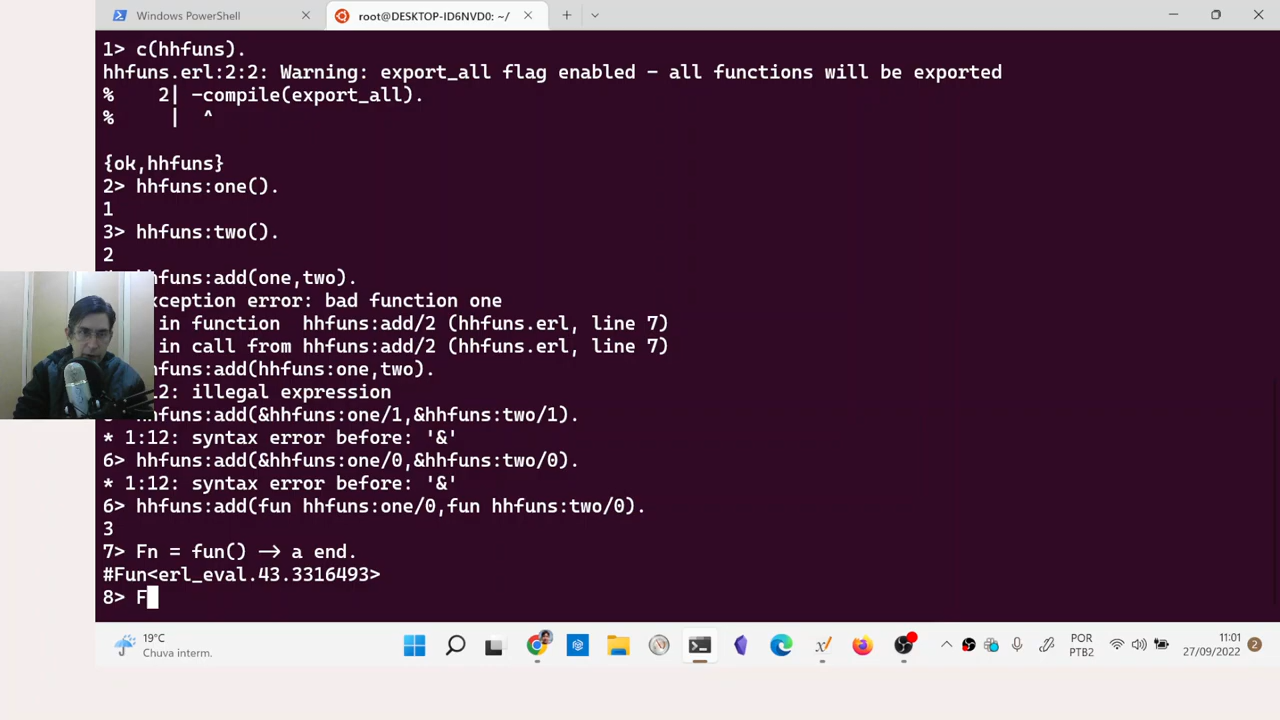 Windows PowerShell
root@DESKTOP-ID6NVD0: ~/
1> c(hhfuns).
hhfuns.erl:2:2: Warning: export_all flag enabled - all functions will be exported
%    2| -compile(export_all).
%     |  ^
{ok,hhfuns}
2> hhfuns:one().
1
3> hhfuns:two().
2
hhfuns:add(one,two).
exception error: bad function one
in function  hhfuns:add/2 (hhfuns.erl, line 7)
in call from hhfuns:add/2 (hhfuns.erl, line 7)
hhfuns:add(hhfuns:one,two).
2: illegal expression
hhfuns:add(&hhfuns:one/1,&hhfuns:two/1).
* 1:12: syntax error before: '&'
6> hhfuns:add(&hhfuns:one/0,&hhfuns:two/0).
* 1:12: syntax error before: '&'
6> hhfuns:add(fun hhfuns:one/0,fun hhfuns:two/0).
3
7> Fn = fun() -> a end.
#Fun<erl_eval.43.3316493>
8> F
19°C
Chuva interm.
POR
PTB2
11:01
27/09/2022
2